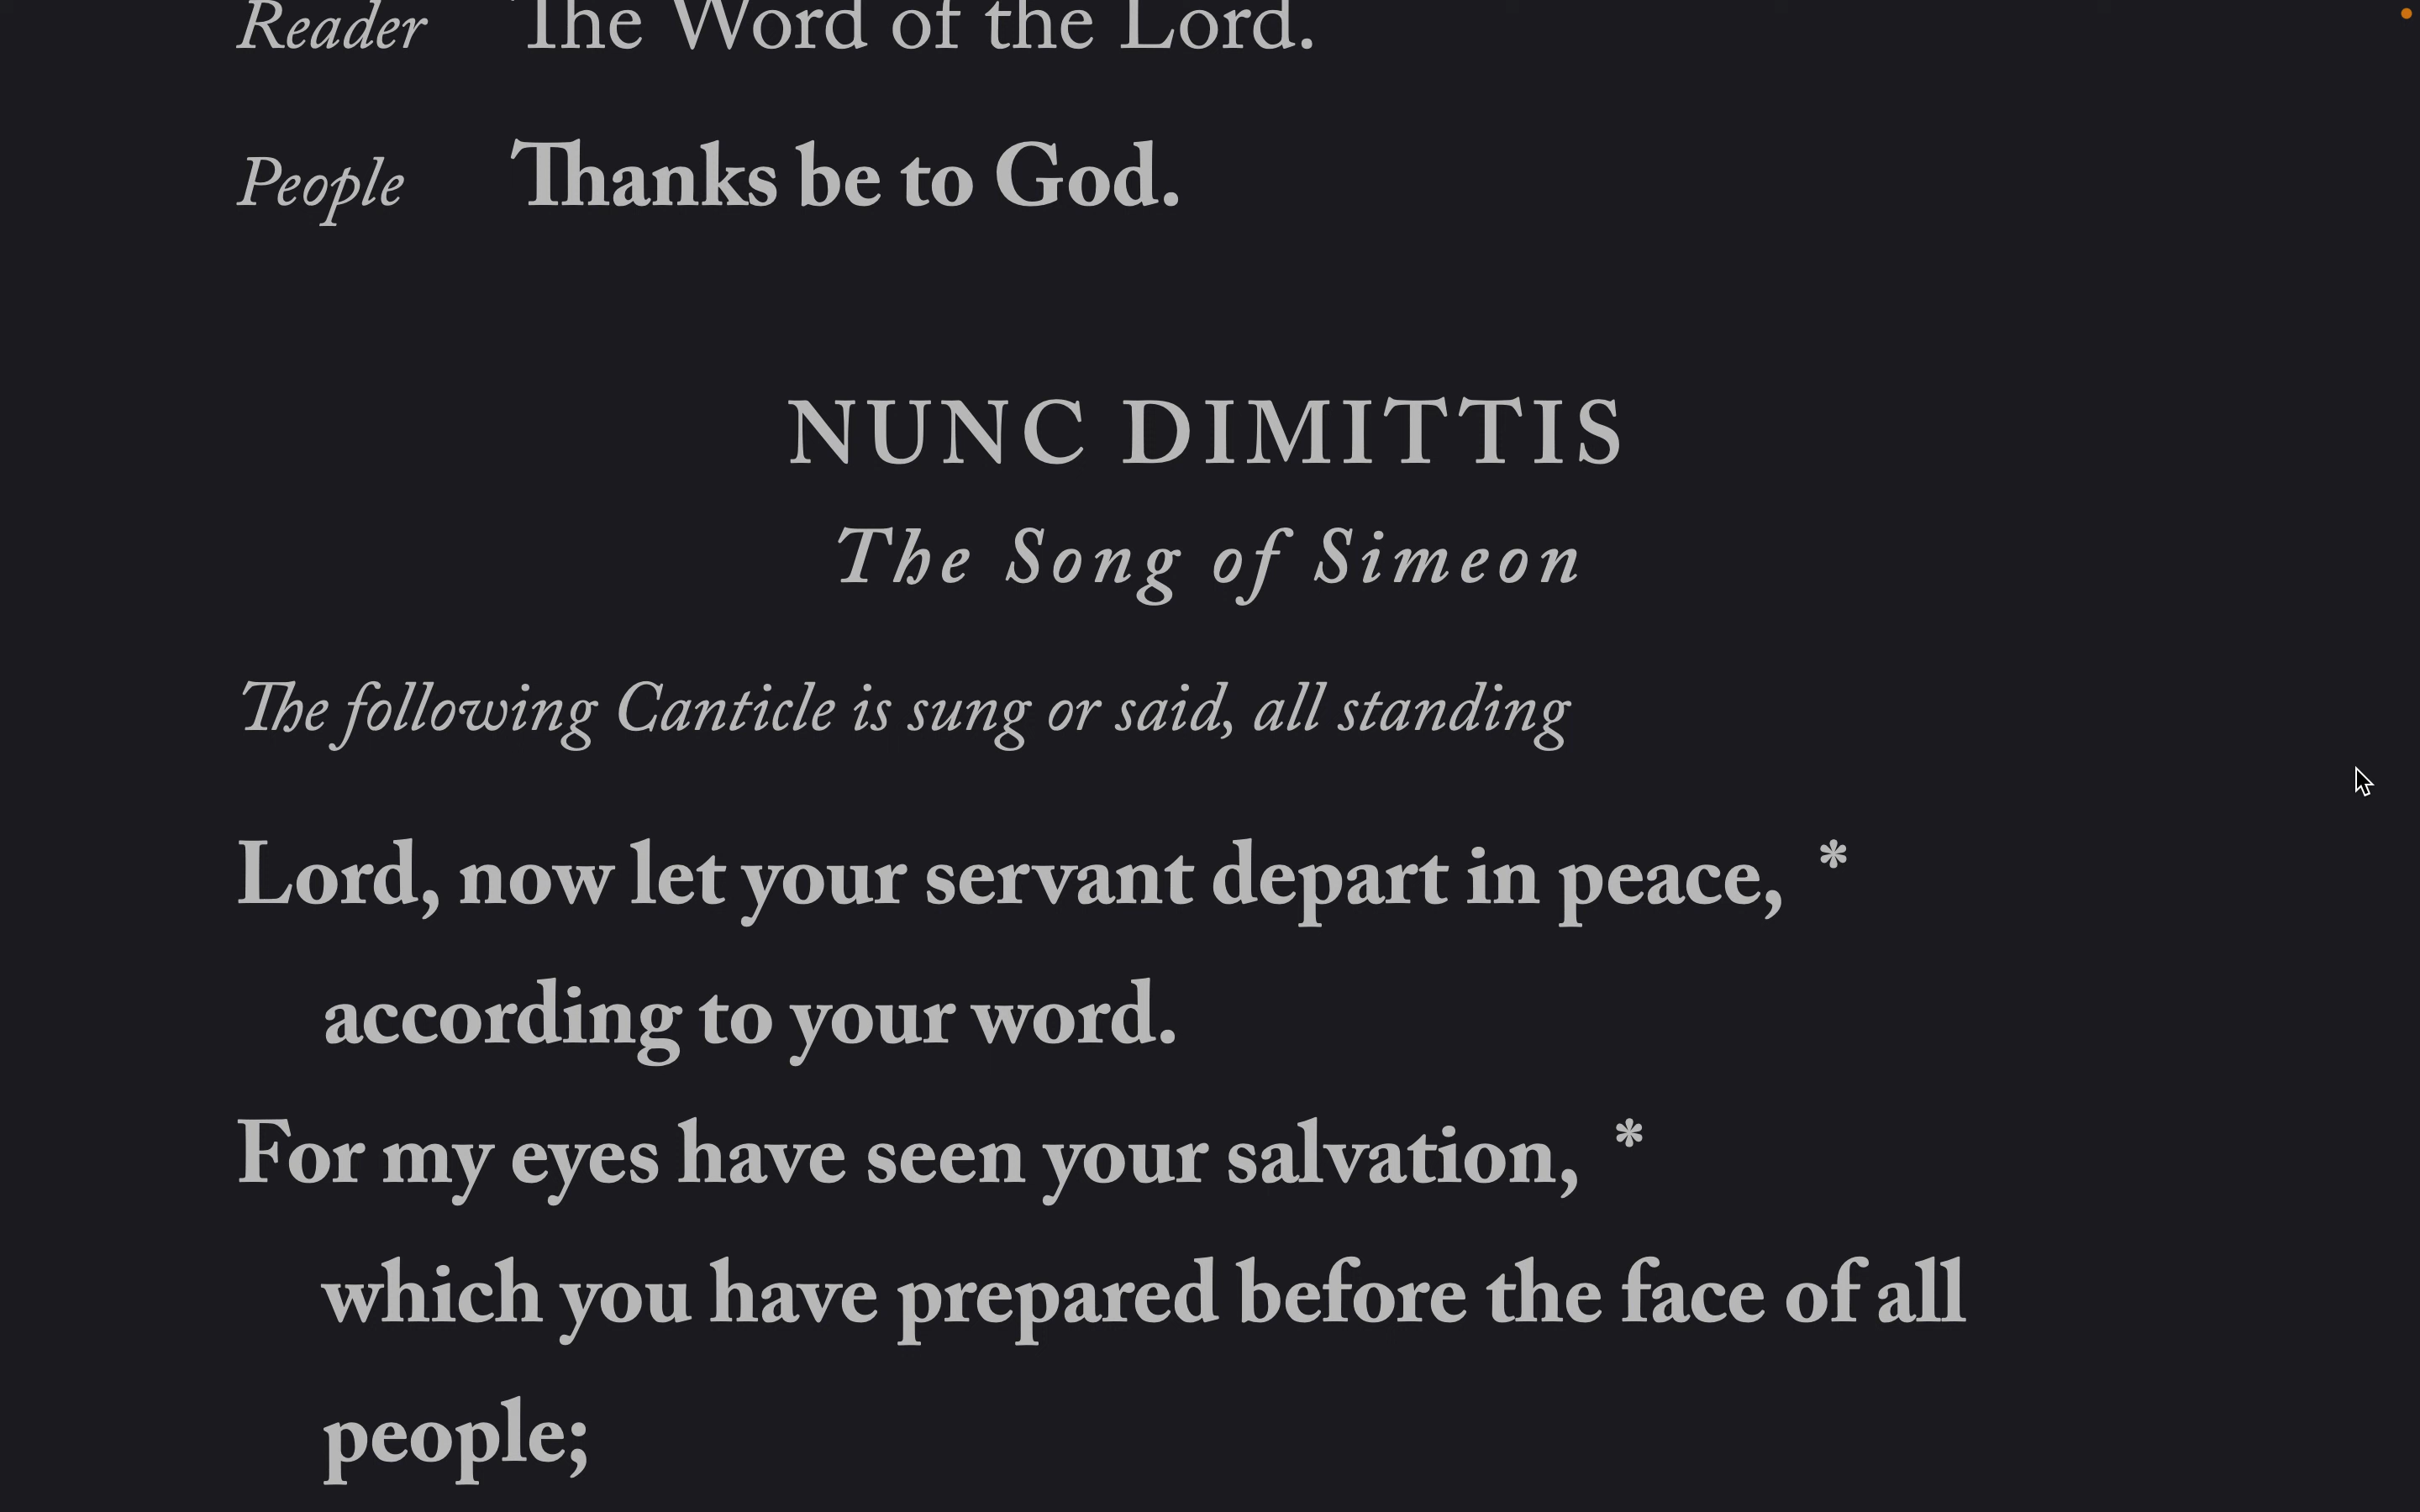 Reader The Word of the Lord.
People Thanks be to God.
NUNC DIMITTIS
The Song of Simeon
The following Canticle is sung or said, all standing
Lord, now let your servant depart in peace, *
according to your word.
For my eyes have seen your salvation, *
which you have prepared before the face of all
people;